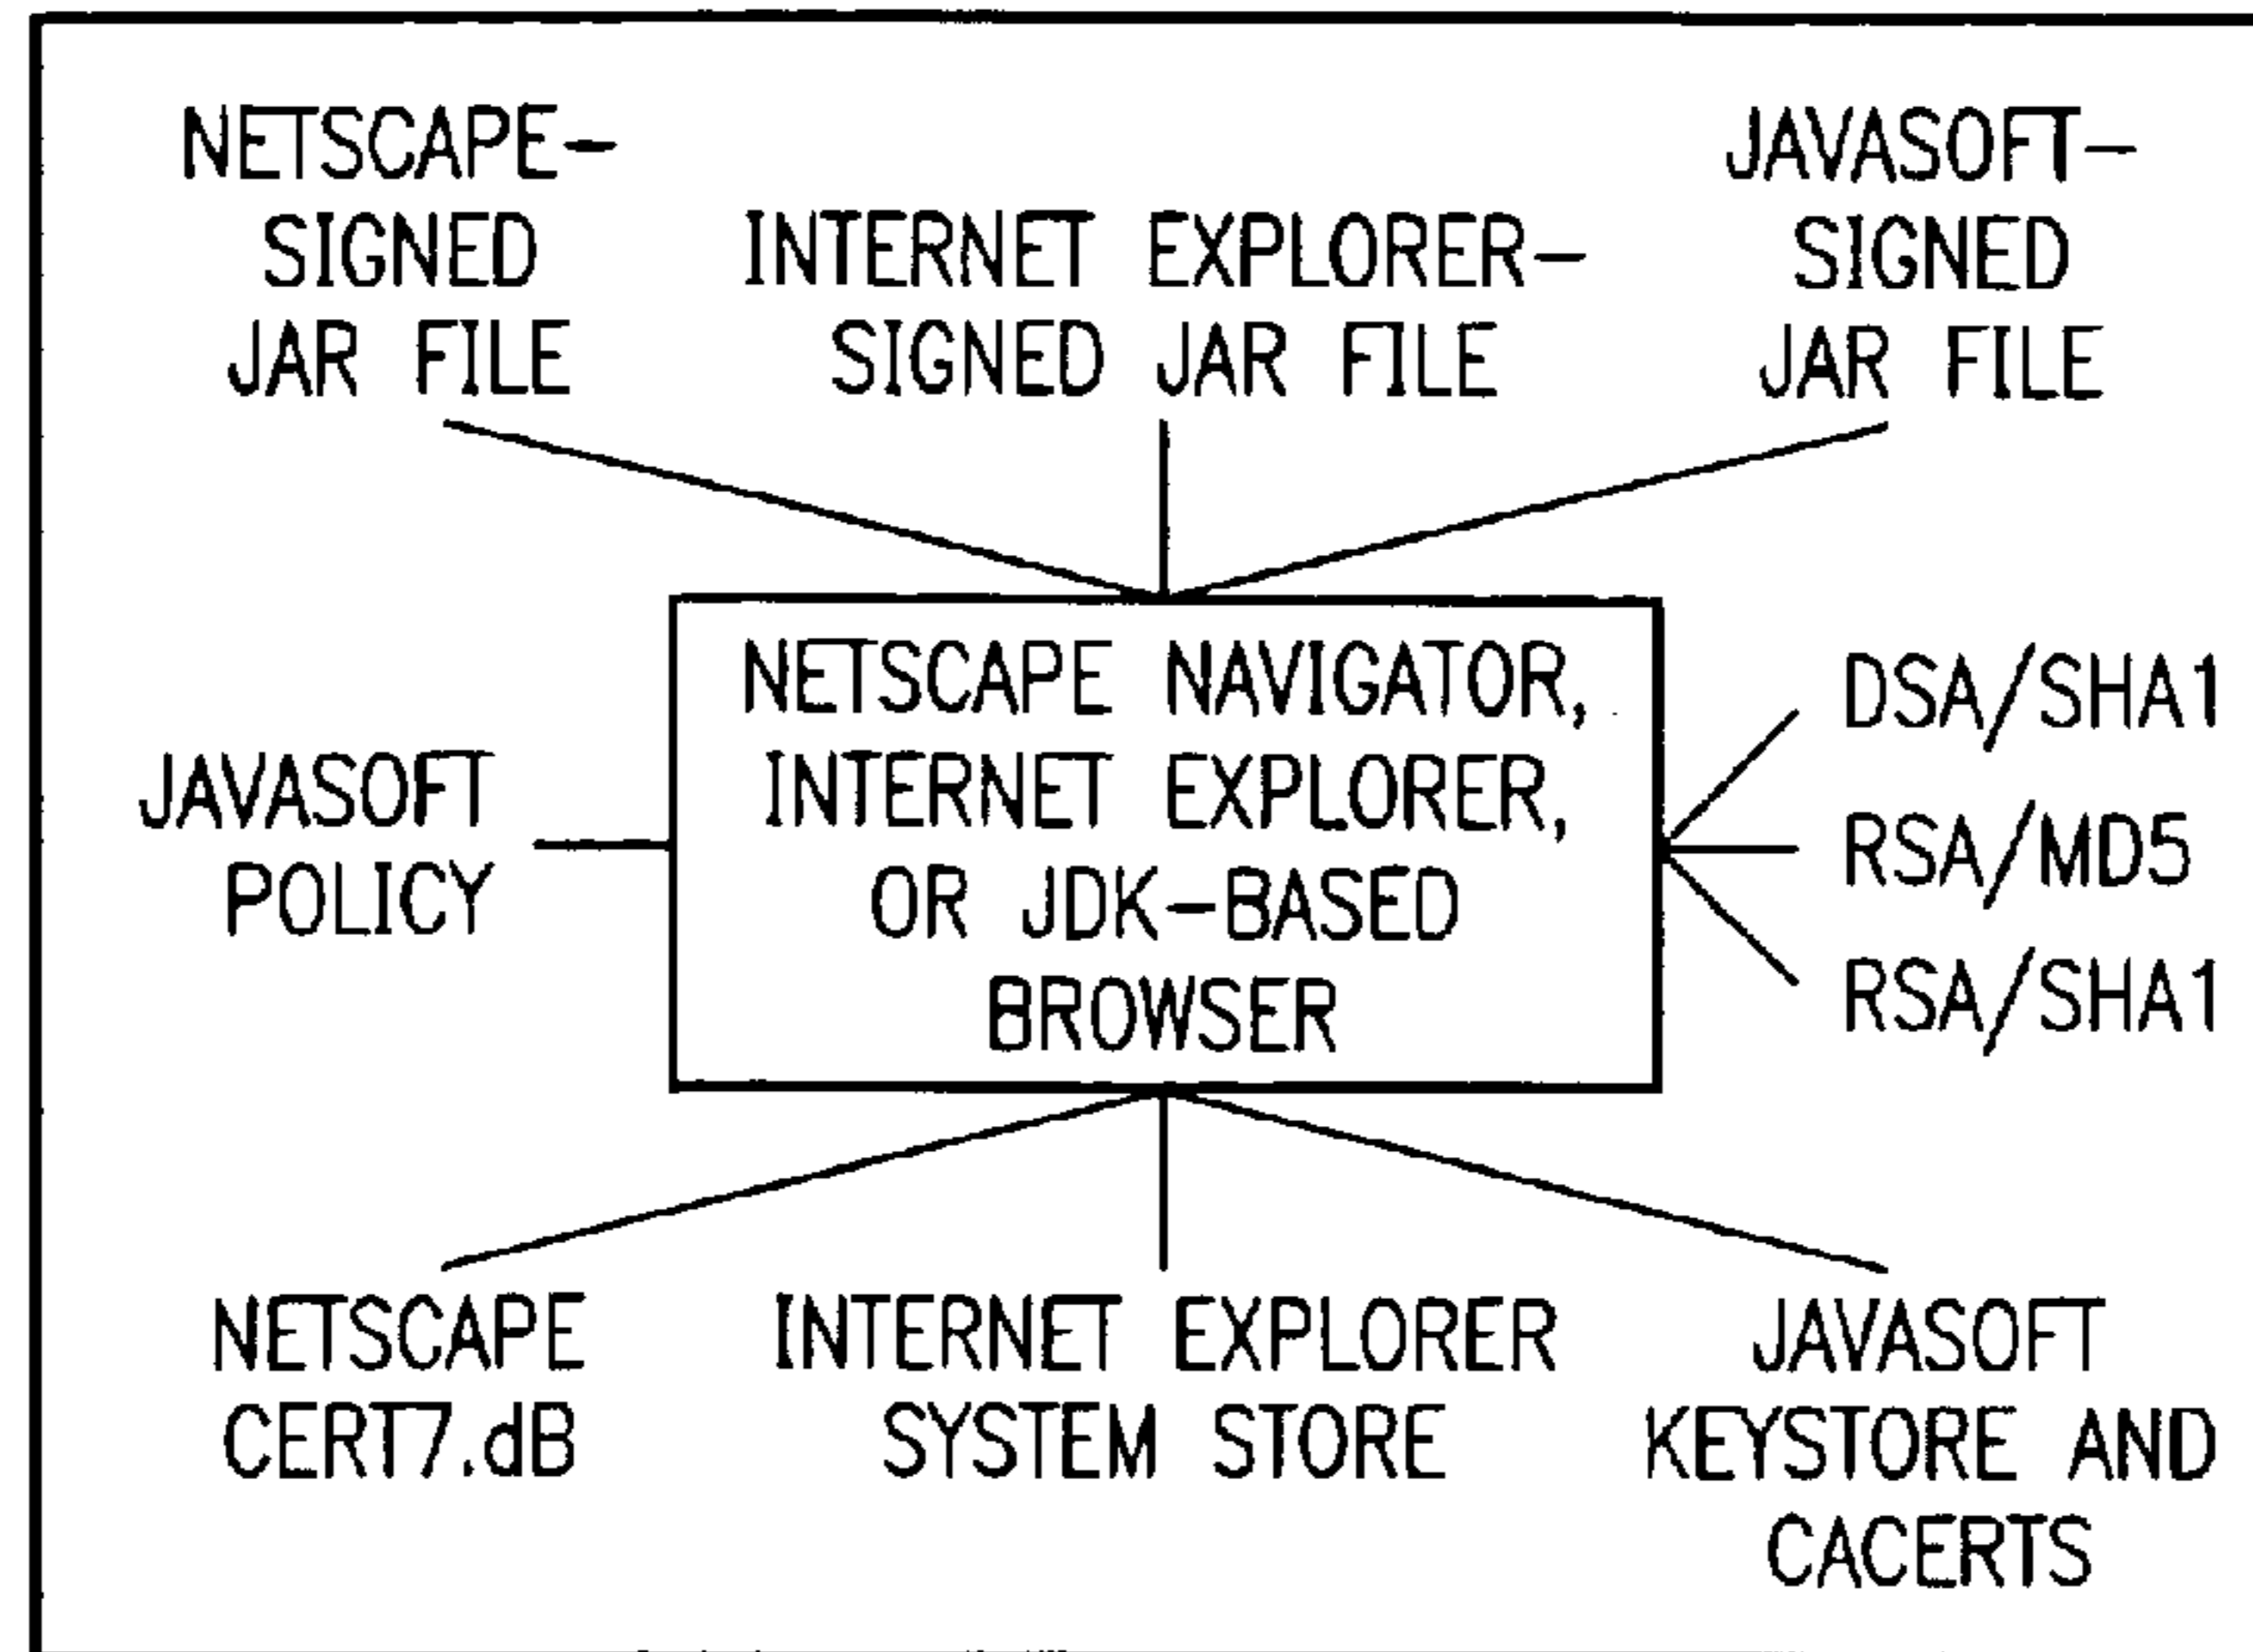 NETSCAPE-
SIGNED
JAR FILE
INTERNET EXPLORER-
SIGNED JAR FILE
JAVASOFT-
SIGNED
JAR FILE
JAVASOFT
POLICY
NETSCAPE NAVIGATOR,
INTERNET EXPLORER,
OR JDK-BASED
BROWSER
DSA/SHA1
RSA/MD5
RSA/SHA1
NETSCAPE
CERT7.dB
INTERNET EXPLORER
SYSTEM STORE
JAVASOFT
KEYSTORE AND
CACERTS